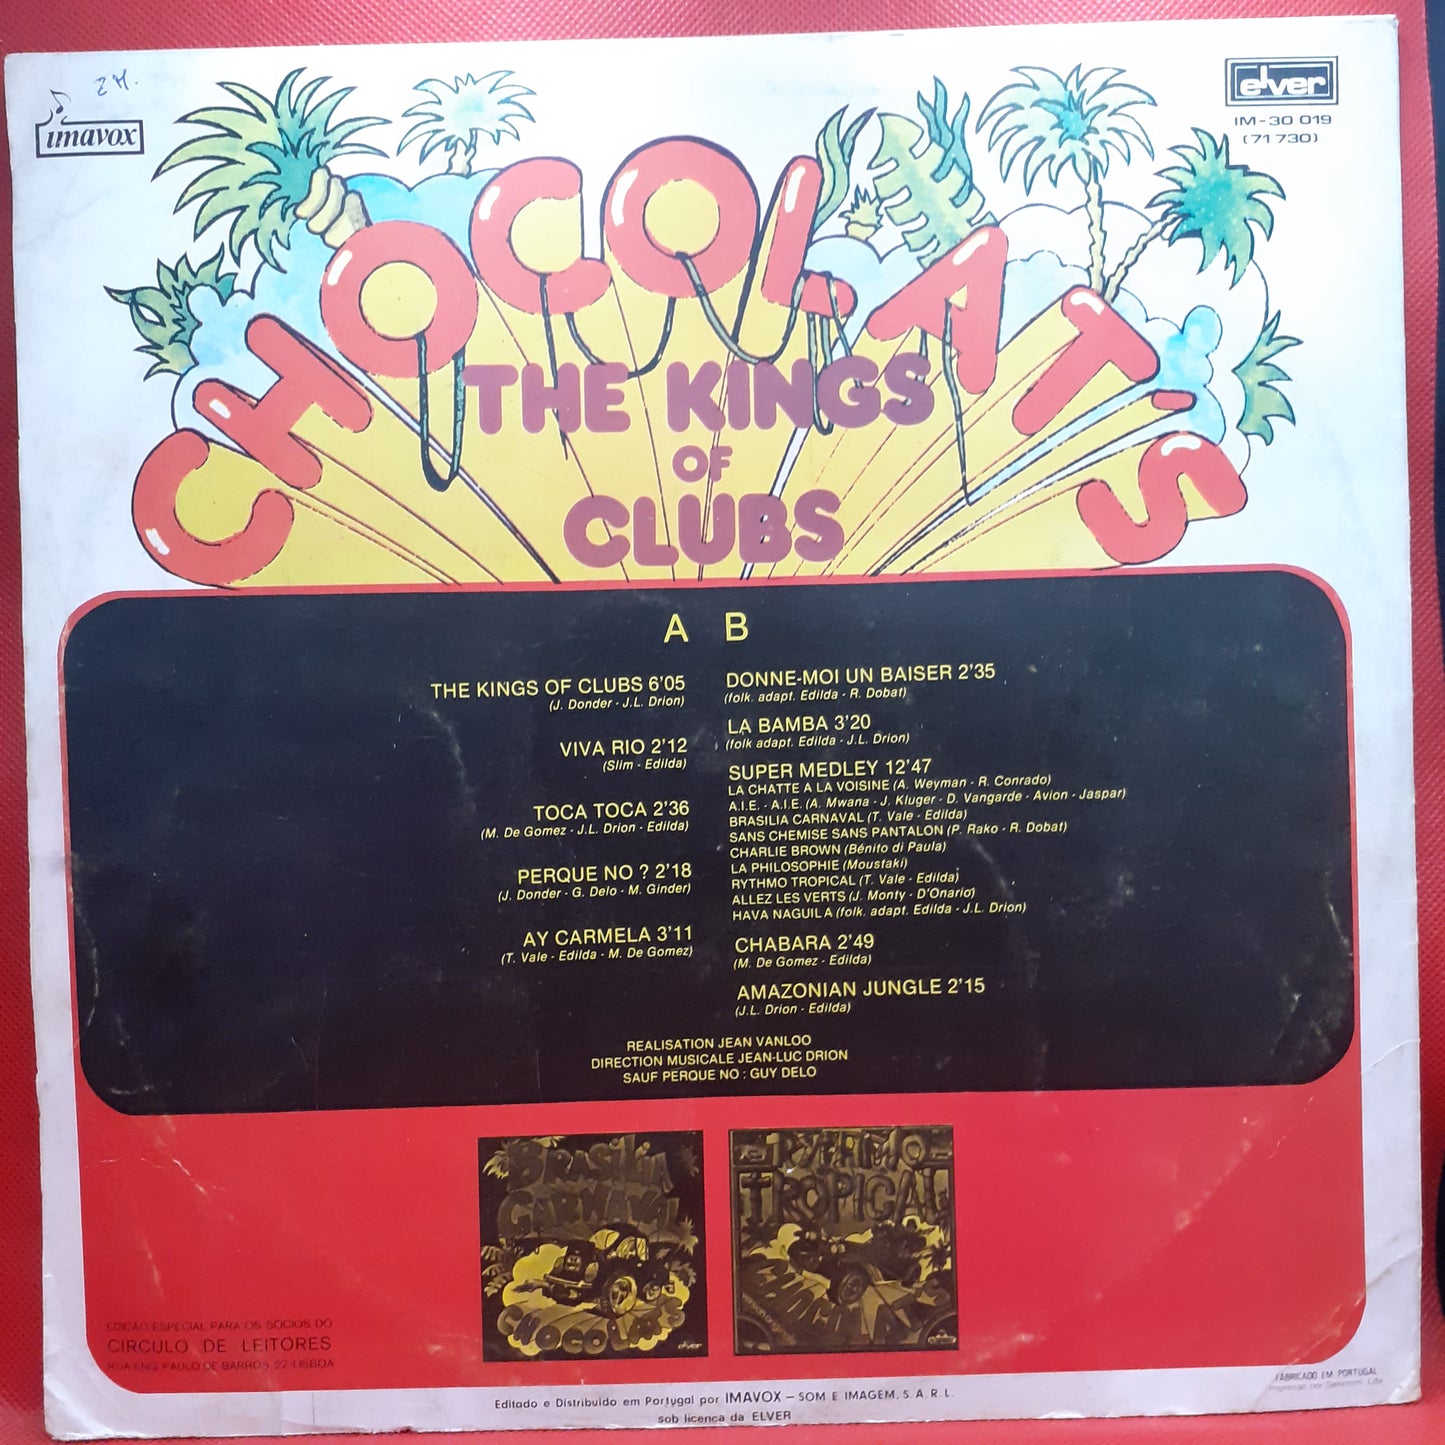 ZM.
imavox
elver
IM-30 019
(71 730)
CHOCOLAT'S
THE KINGS
OF
CLUBS
A B
THE KINGS OF CLUBS 6'05
(J. Donder - J.L. Drion)
VIVA RIO 2'12
(Slim - Edilda)
TOCA TOCA 2'36
(M. De Gomez - J.L. Drion - Edilda)
PERQUE NO ? 2'18
(J. Donder - G. Delo - M. Ginder)
AY CARMELA 3'11
(T. Vale - Edilda - M. De Gomez)
DONNE-MOI UN BAISER 2'35
(folk. adapt. Edilda - R. Dobat)
LA BAMBA 3'20
(folk adapt. Edilda - J.L. Drion)
SUPER MEDLEY 12'47
LA CHATTE A LA VOISINE (A. Weyman - R. Conrado)
A.I.E. - A.I.E. (A. Mwana - J. Kluger - D. Vangarde - Avion - Jaspar)
BRASILIA CARNAVAL (T. Vale - Edilda)
SANS CHEMISE SANS PANTALON (P. Rako - R. Dobat)
CHARLIE BROWN (Bénito di Paula)
LA PHILOSOPHIE (Moustaki)
RYTHMO TROPICAL (T. Vale - Edilda)
ALLEZ LES VERTS (J. Monty - D'Onario)
HAVA NAGUILA (folk. adapt. Edilda - J.L. Drion)
CHABARA 2'49
(M. De Gomez - Edilda)
AMAZONIAN JUNGLE 2'15
(J.L. Drion - Edilda)
REALISATION JEAN VANLOO
DIRECTION MUSICALE JEAN-LUC DRION
SAUF PERQUE NO : GUY DELO
BRASILIA
CARNAVAL
CHOCOLAT'S
elver
RYTHMO
TROPICAL
CHOCOLAT'S
EDIÇÃO ESPECIAL PARA OS SÓCIOS DO
CIRCULO DE LEITORES
RUA ENG. PAULO DE BARROS 22 LISBOA
FABRICADO EM PORTUGAL
Impresso por
Lda
Editado e Distribuído em Portugal por IMAVOX — SOM E IMAGEM, S.A.R.L.
sob licença da ELVER